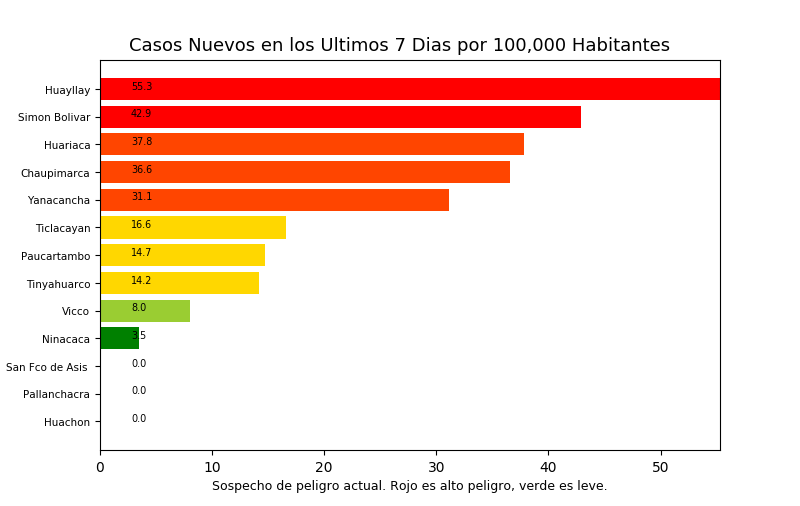 Casos Nuevos en los Ultimos 7 Dias por 100,000 Habitantes
Huayllay 55.3
Simon Bolivar 42.9
Huariaca 37.8
Chaupimarca 36.6
Yanacancha 31.1
Ticlacayan 16.6
Paucartambo 14.7
Tinyahuarco 14.2
Vicco 8.0
Ninacaca 3.5
San Fco de Asis 0.0
Pallanchacra 0.0
Huachon 0.0
0 10 20 30 40 50
Sospecho de peligro actual. Rojo es alto peligro, verde es leve.